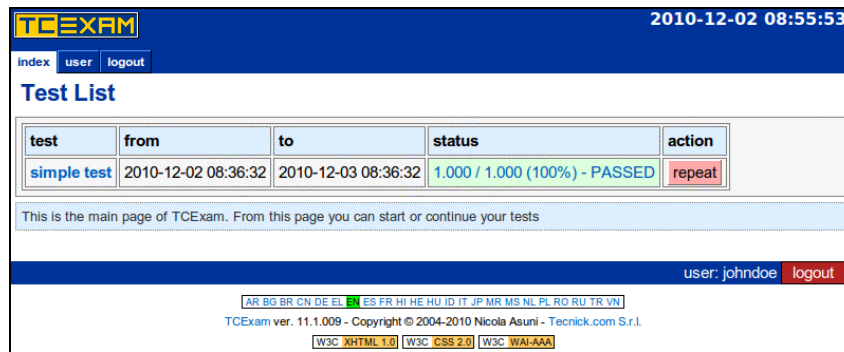 TCEXAM 2010-12-02 08:55:53
index user logout
Test List
test from to status action
simple test 2010-12-02 08:36:32 2010-12-03 08:36:32 1.000 / 1.000 (100%) - PASSED repeat
This is the main page of TCExam. From this page you can start or continue your tests
user: johndoe logout
AR BG BR CN DE EL EN ES FR HI HE HU ID IT JP MR MS NL PL RO RU TR VN
TCExam ver. 11.1.009 - Copyright © 2004-2010 Nicola Asuni - Tecnick.com S.r.l.
W3C XHTML 1.0 W3C CSS 2.0 W3C WAI-AAA